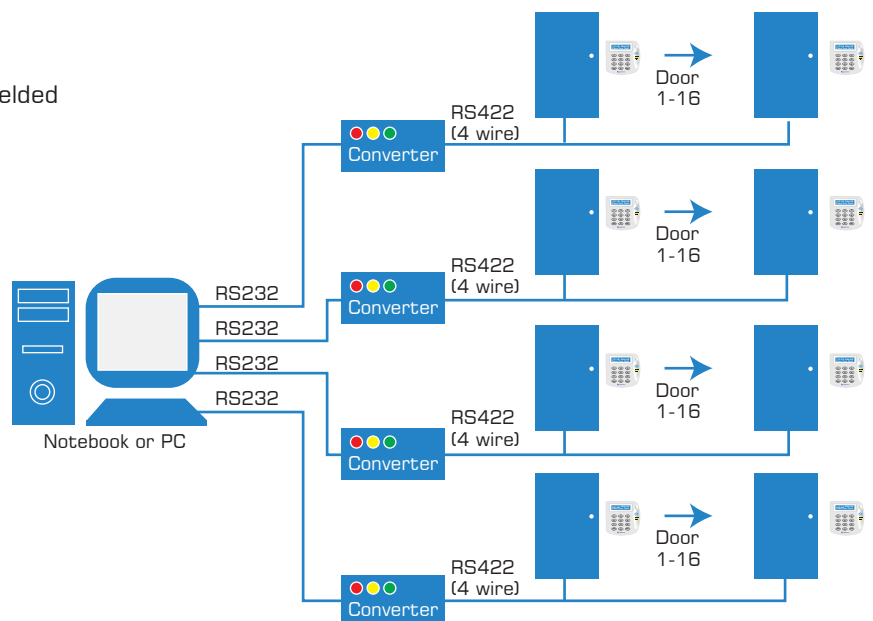 elded
Door
1-16
RS422
(4 wire)
Converter
Door
1-16
RS422
(4 wire)
RS232
Converter
RS232
RS232
Door
1-16
RS232
RS422
(4 wire)
Notebook or PC
Converter
Door
1-16
RS422
(4 wire)
Converter